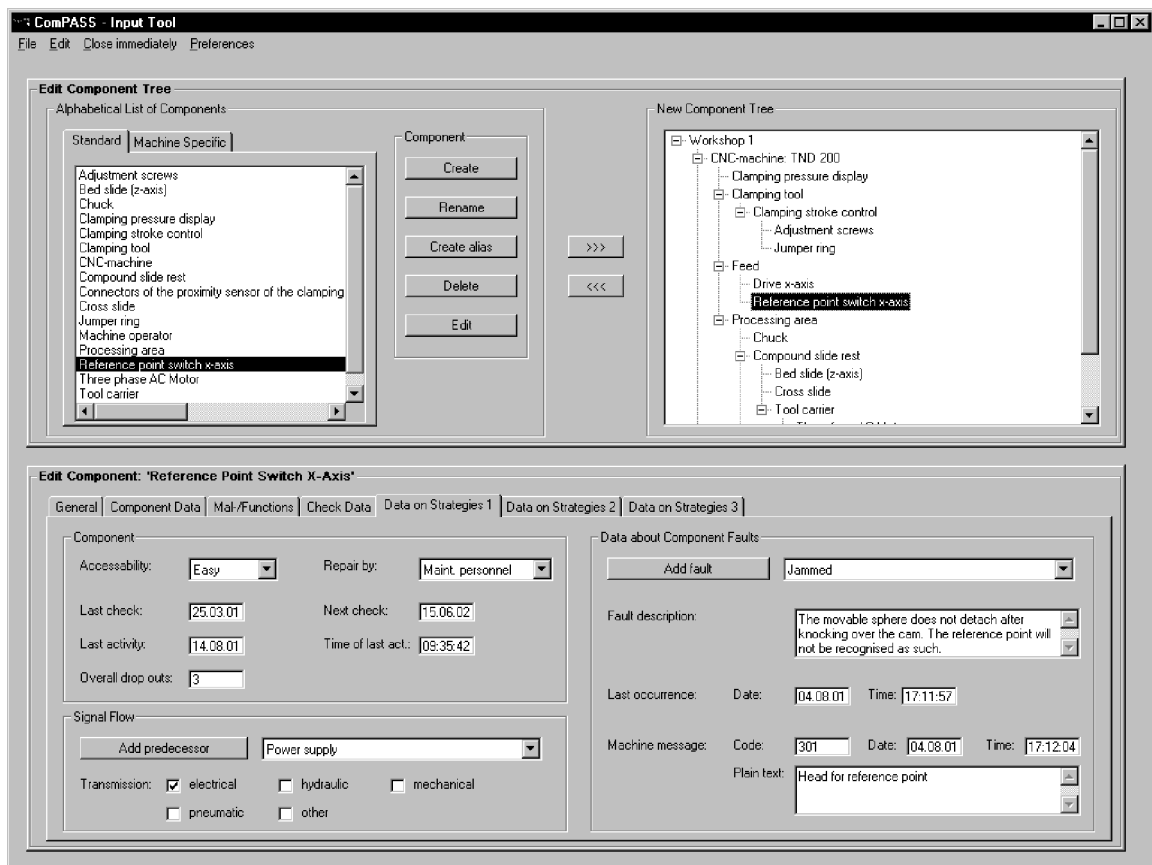 ComPASS - Input Tool
File Edit Close immediately Preferences
Edit Component Tree
Alphabetical List of Components
Standard Machine Specific
Adjustment screws
Bed slide (z-axis)
Chuck
Clamping pressure display
Clamping stroke control
Clamping tool
CNC-machine
Compound slide rest
Connectors of the proximity sensor of the clamping
Cross slide
Jumper ring
Machine operator
Processing area
Reference point switch x-axis
Three phase AC Motor
Tool carrier
Component
Create
Rename
Create alias
Delete
Edit
>>>
<<<
New Component Tree
Workshop 1
CNC-machine: TND 200
Clamping pressure display
Clamping tool
Clamping stroke control
Adjustment screws
Jumper ring
Feed
Drive x-axis
Reference point switch x-axis
Processing area
Chuck
Compound slide rest
Bed slide (z-axis)
Cross slide
Tool carrier
Edit Component: 'Reference Point Switch X-Axis'
General Component Data Mal-/Functions Check Data Data on Strategies 1 Data on Strategies 2 Data on Strategies 3
Component
Accessability: Easy Repair by: Maint. personnel
Last check: 25.03.01 Next check: 15.06.02
Last activity: 14.08.01 Time of last act.: 09:35:42
Overall drop outs: 3
Signal Flow
Add predecessor Power supply
Transmission: electrical hydraulic mechanical
pneumatic other
Data about Component Faults
Add fault Jammed
Fault description: The movable sphere does not detach after
knocking over the cam. The reference point will
not be recognised as such.
Last occurrence: Date: 04.08.01 Time: 17:11:57
Machine message: Code: 301 Date: 04.08.01 Time: 17:12:04
Plain text: Head for reference point